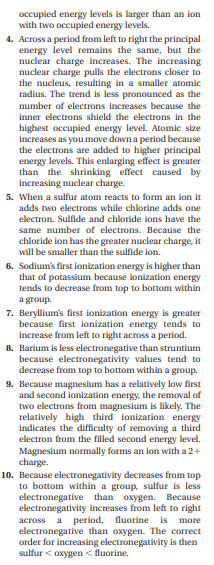 occupied energy levels is larger than an ion
with two occupied energy levels.
4. Across a period from left to right the principal
energy level remains the same, but the
nuclear charge increases. The increasing
nuclear charge pulls the electrons closer to
the nucleus, resulting in a smaller atomic
radius. The trend is less pronounced as the
number of electrons increases because the
inner electrons shield the electrons in the
highest occupied energy level. Atomic size
increases as you move down a period because
the electrons are added to higher principal
energy levels. This enlarging effect is greater
than the shrinking effect caused by
increasing nuclear charge.
5. When a sulfur atom reacts to form an ion it
adds two electrons while chlorine adds one
electron. Sulfide and chloride ions have the
same number of electrons. Because the
chloride ion has the greater nuclear charge, it
will be smaller than the sulfide ion.
6. Sodium's first ionization energy is higher than
that of potassium because ionization energy
tends to decrease from top to bottom within
a group.
7. Beryllium's first ionization energy is greater
because first ionization energy tends to
increase from left to right across a period.
8. Barium is less electronegative than struntium
because electronegativity values tend to
decrease from top to bottom within a group.
9. Because magnesium has a relatively low first
and second ionization energy, the removal of
two electrons from magnesium is likely. The
relatively high third ionization energy
indicates the difficulty of removing a third
electron from the filled second energy level.
Magnesium normally forms an ion with a 2+
charge.
10. Because electronegativity decreases from top
to bottom within a group, sulfur is less
electronegative than oxygen. Because
electronegativity increases from left to right
across a period, fluorine is more
electronegative than oxygen. The correct
order for increasing electronegativity is then
sulfur < oxygen < fluorine.